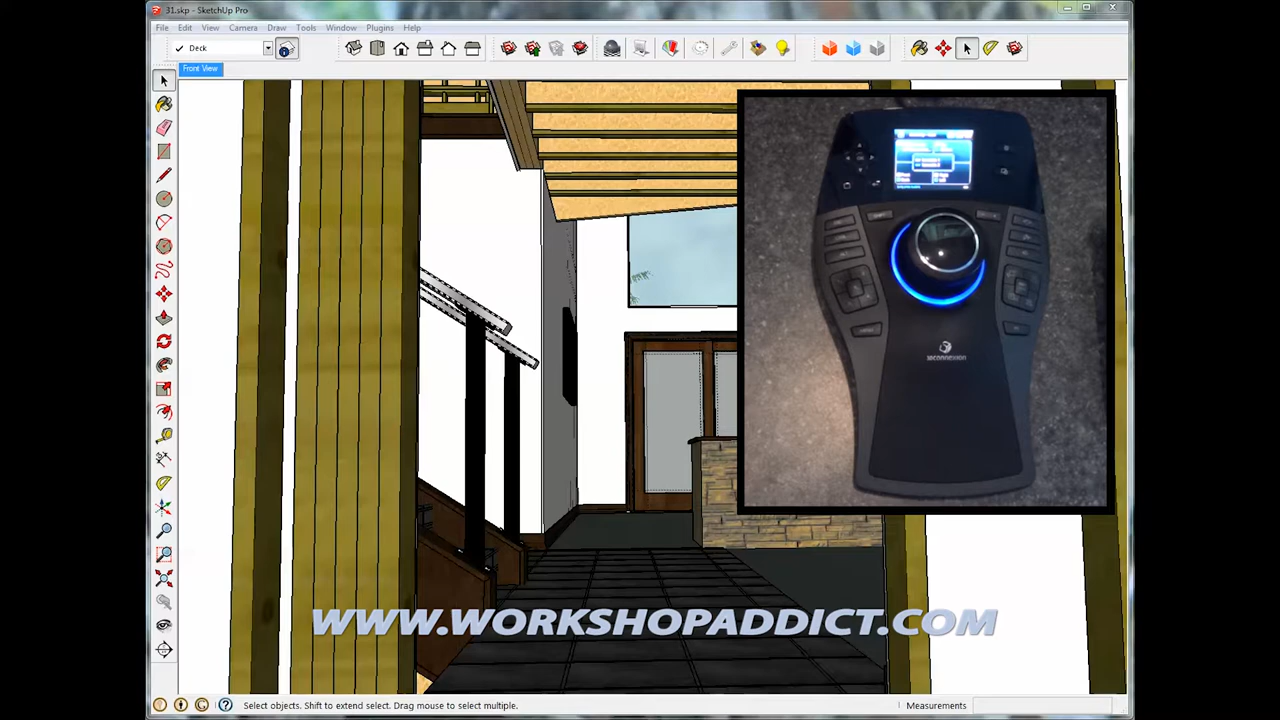 31.skp - SketchUp Pro
File Edit View Camera Draw Tools Window Plugins Help
Deck
Front View
3Dconnexion
WWW.WORKSHOPADDICT.COM
Select objects. Shift to extend select. Drag mouse to select multiple.
Measurements